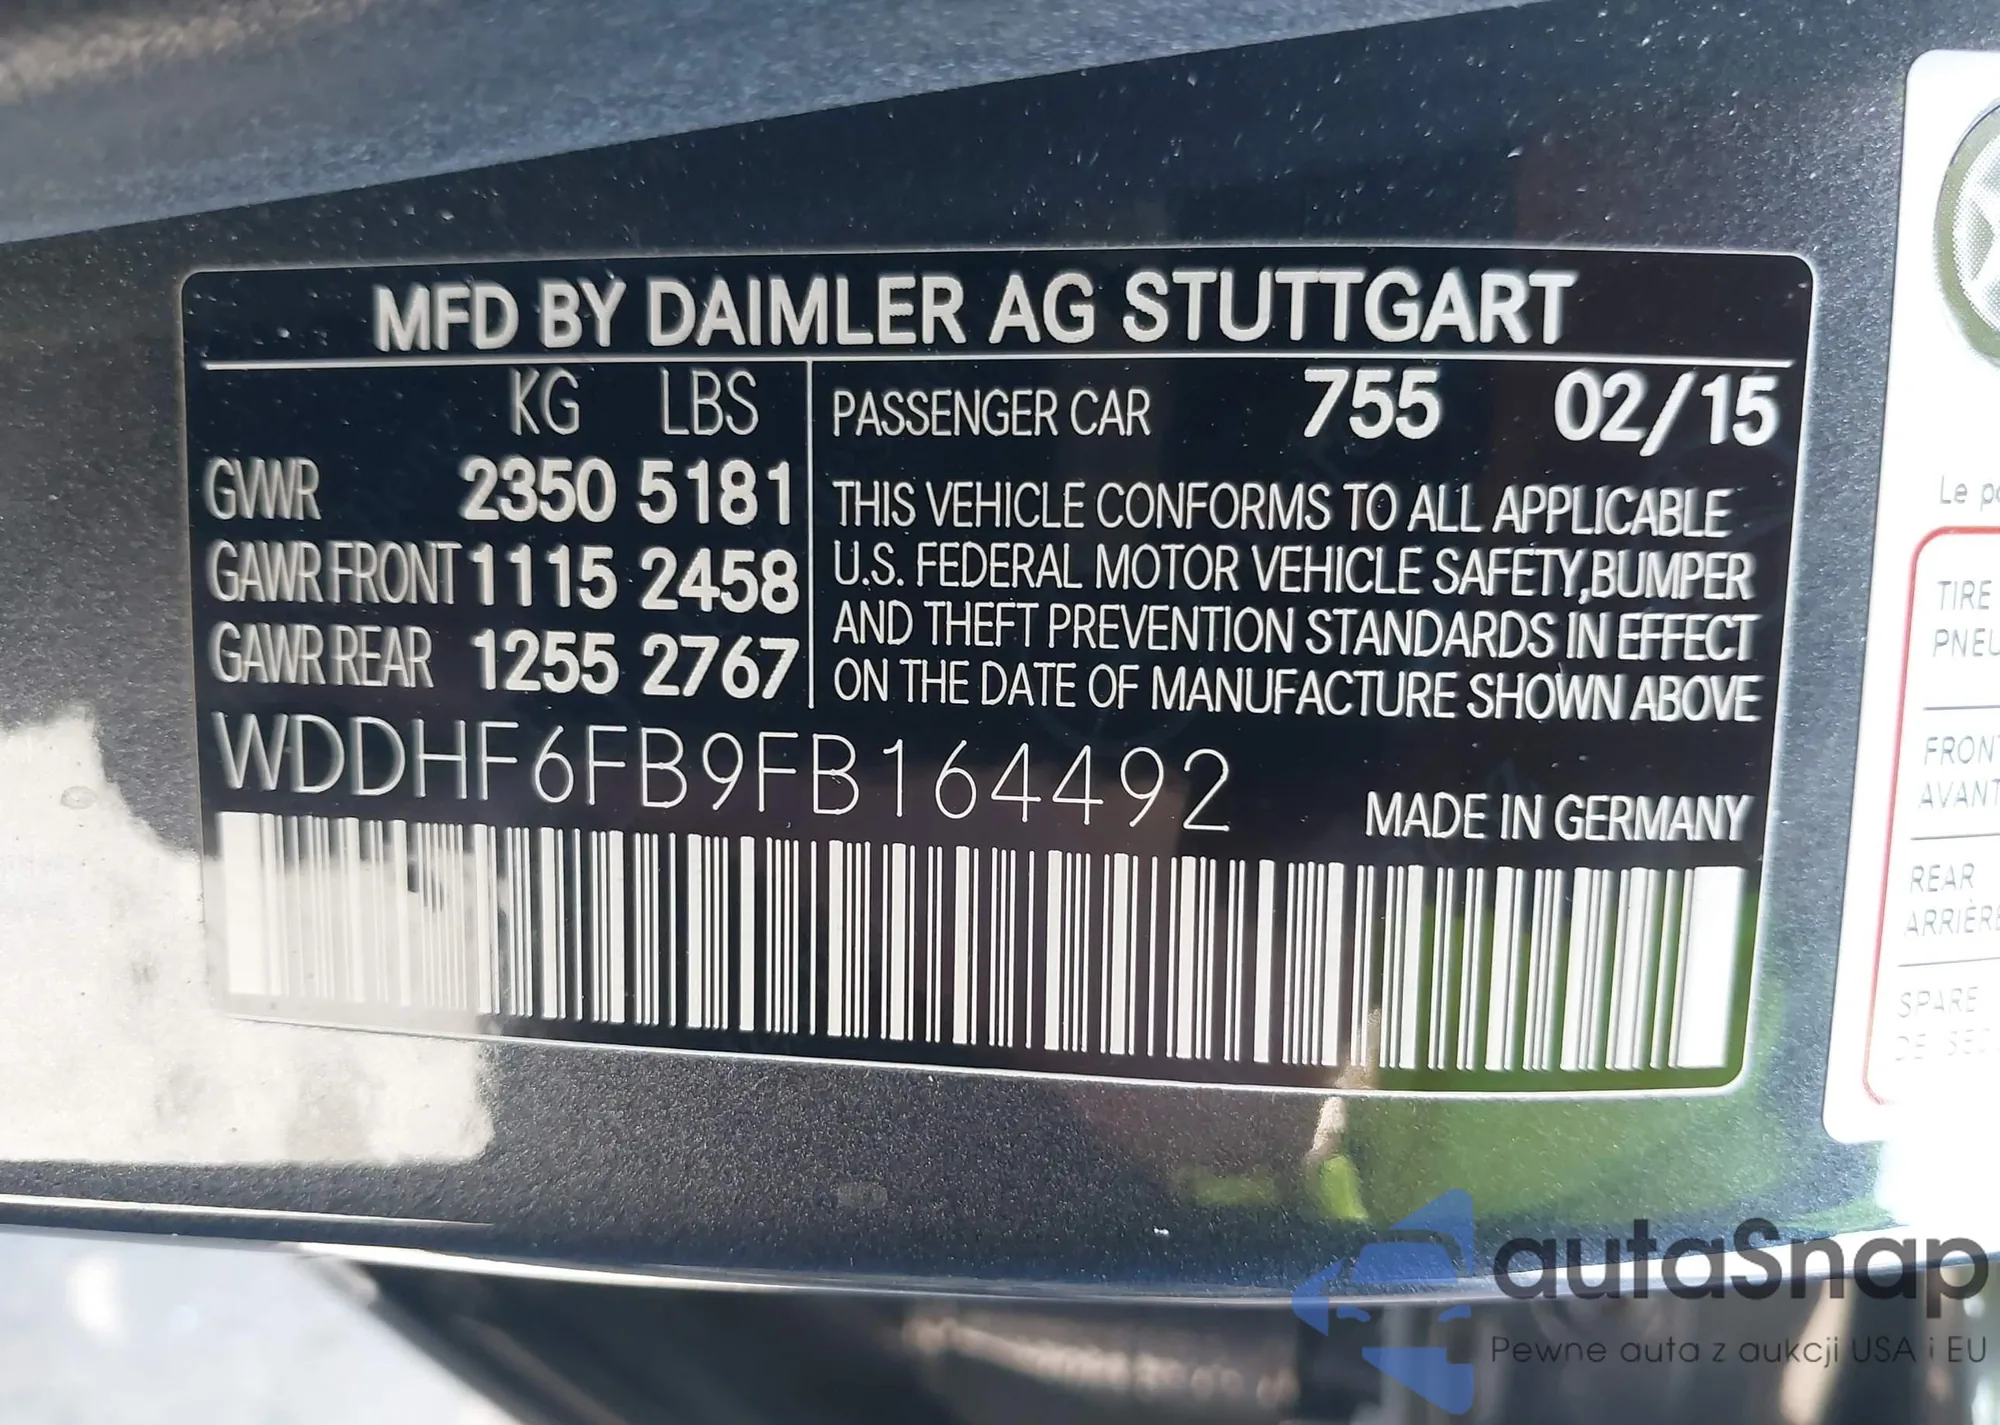 MFD BY DAIMLER AG STUTTGART
KG LBS
GVWR 2350 5181
GAWR FRONT 1115 2458
GAWR REAR 1255 2767
PASSENGER CAR 755 02/15
THIS VEHICLE CONFORMS TO ALL APPLICABLE
U.S. FEDERAL MOTOR VEHICLE SAFETY,BUMPER
AND THEFT PREVENTION STANDARDS IN EFFECT
ON THE DATE OF MANUFACTURE SHOWN ABOVE
WDDHF6FB9FB164492
MADE IN GERMANY
Le
TIRE
FRONT
AVANT
REAR
ARRIÈRE
SPARE
DE
autaSnap
Pewne auta z aukcji USA i EU